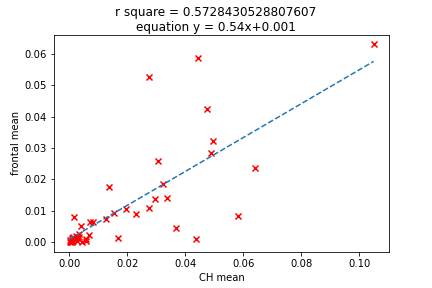 r square = 0.5728430528807607
equation y = 0.54x+0.001
frontal mean
0.06
0.05
0.04
0.03
0.02
0.01
0.00
0.00 0.02 0.04 0.06 0.08 0.10
CH mean